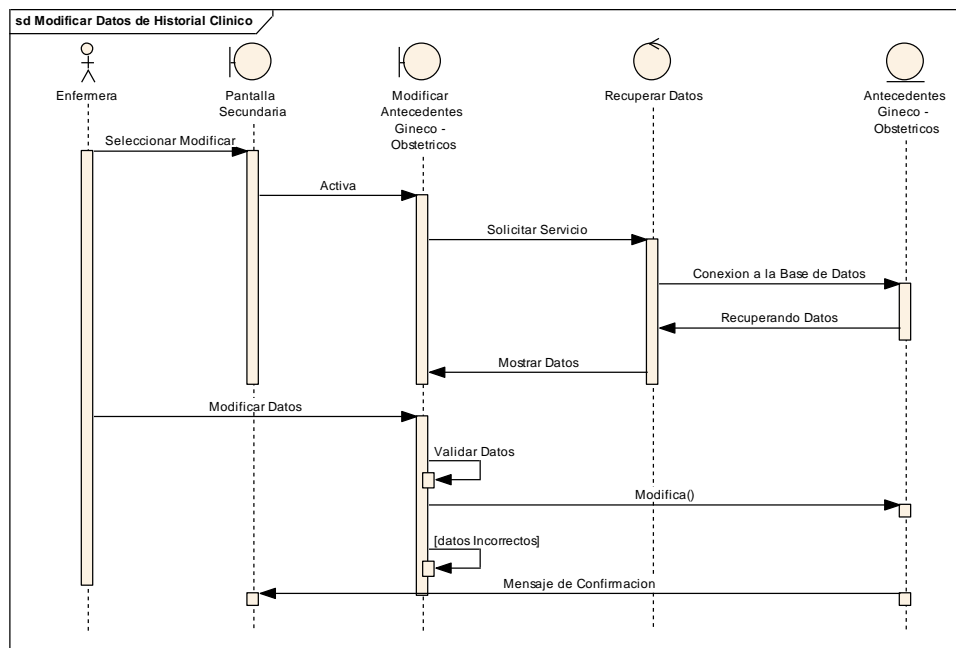 sd Modificar Datos de Historial Clinico
Enfermera
Pantalla
Secundaria
Modificar
Antecedentes
Gineco -
Obstetricos
Recuperar Datos
Antecedentes
Gineco -
Obstetricos
Seleccionar Modificar
Activa
Solicitar Servicio
Conexion a la Base de Datos
Recuperando Datos
Mostrar Datos
Modificar Datos
Validar Datos
Modifica()
[datos Incorrectos]
Mensaje de Confirmacion